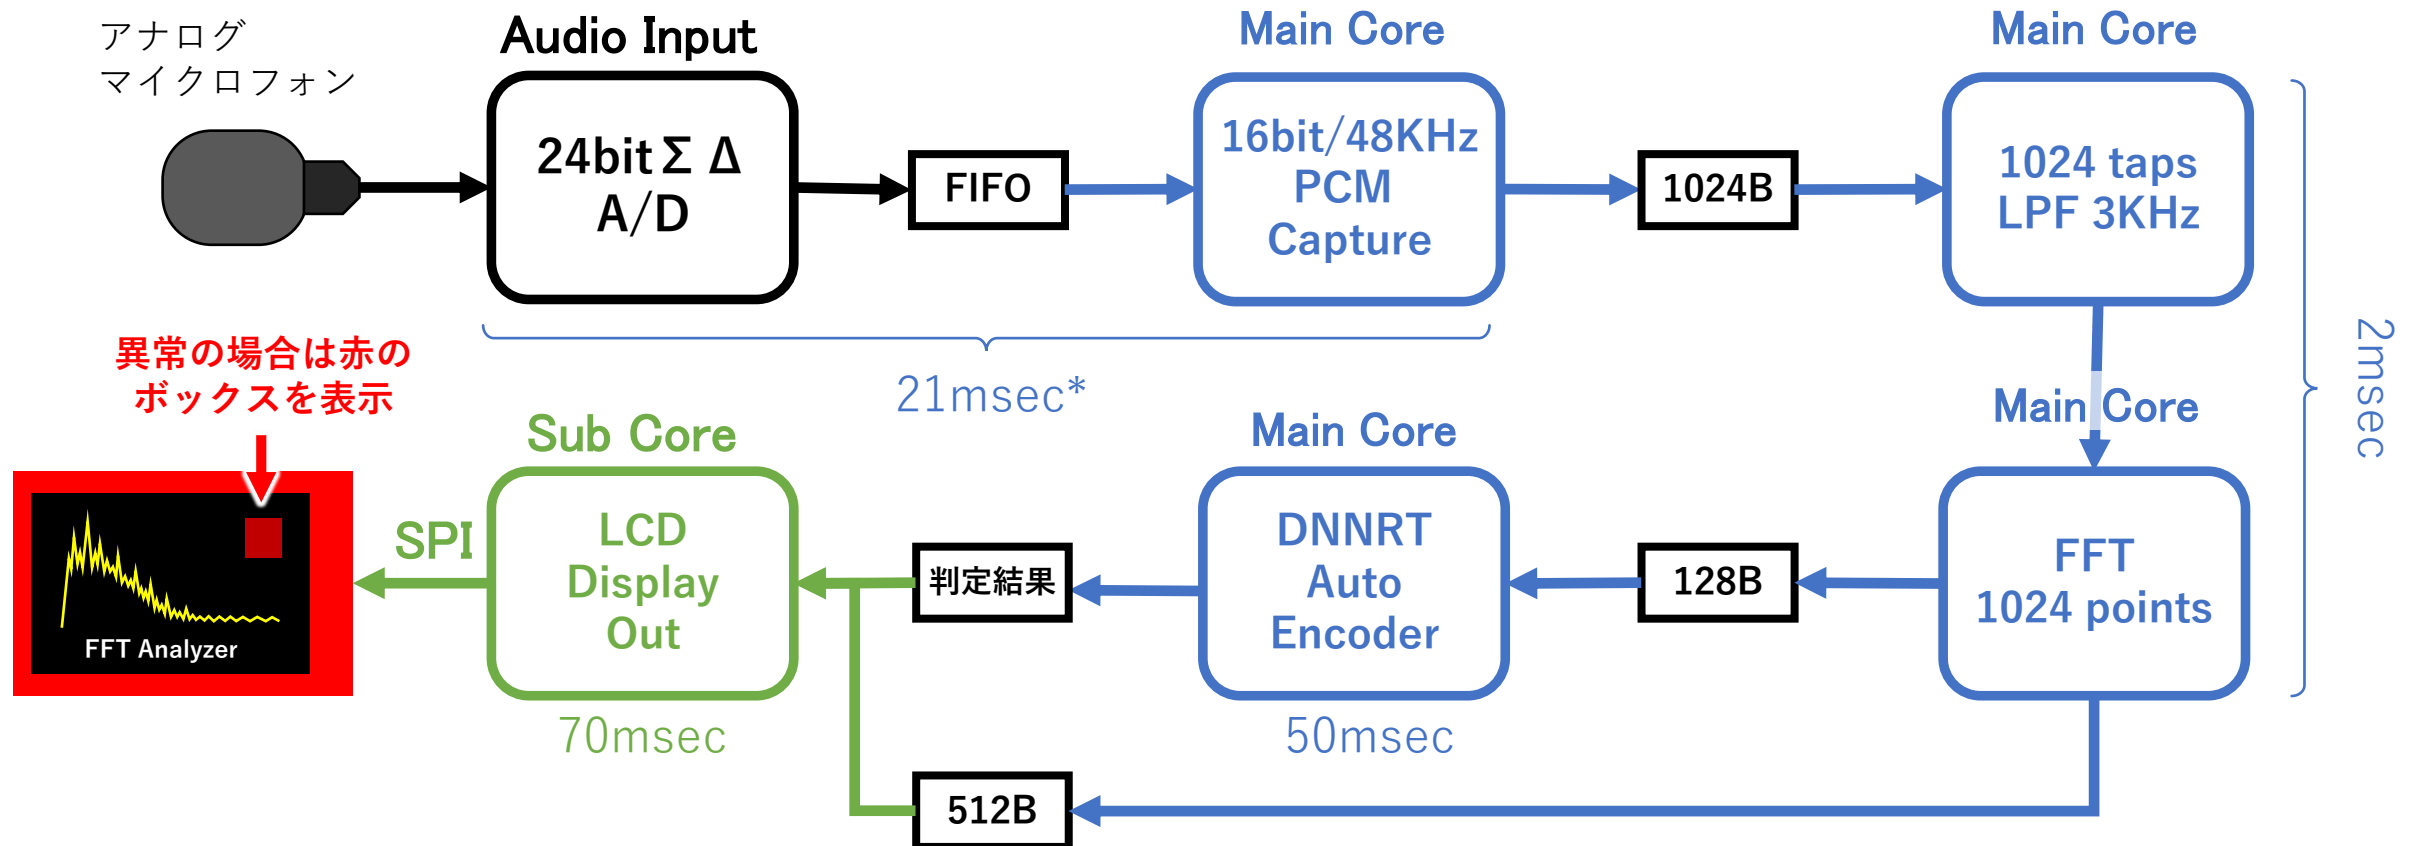 アナログ
マイクロフォン
Audio Input
24bitΣ Δ
A/D
FIFO
Main Core
16bit/48KHz
PCM
Capture
1024B
Main Core
1024 taps
LPF 3KHz
21msec*
2msec
Main Core
FFT
1024 points
128B
Main Core
DNNRT
Auto
Encoder
50msec
判定結果
512B
Sub Core
LCD
Display
Out
70msec
SPI
異常の場合は赤の
ボックスを表示
FFT Analyzer